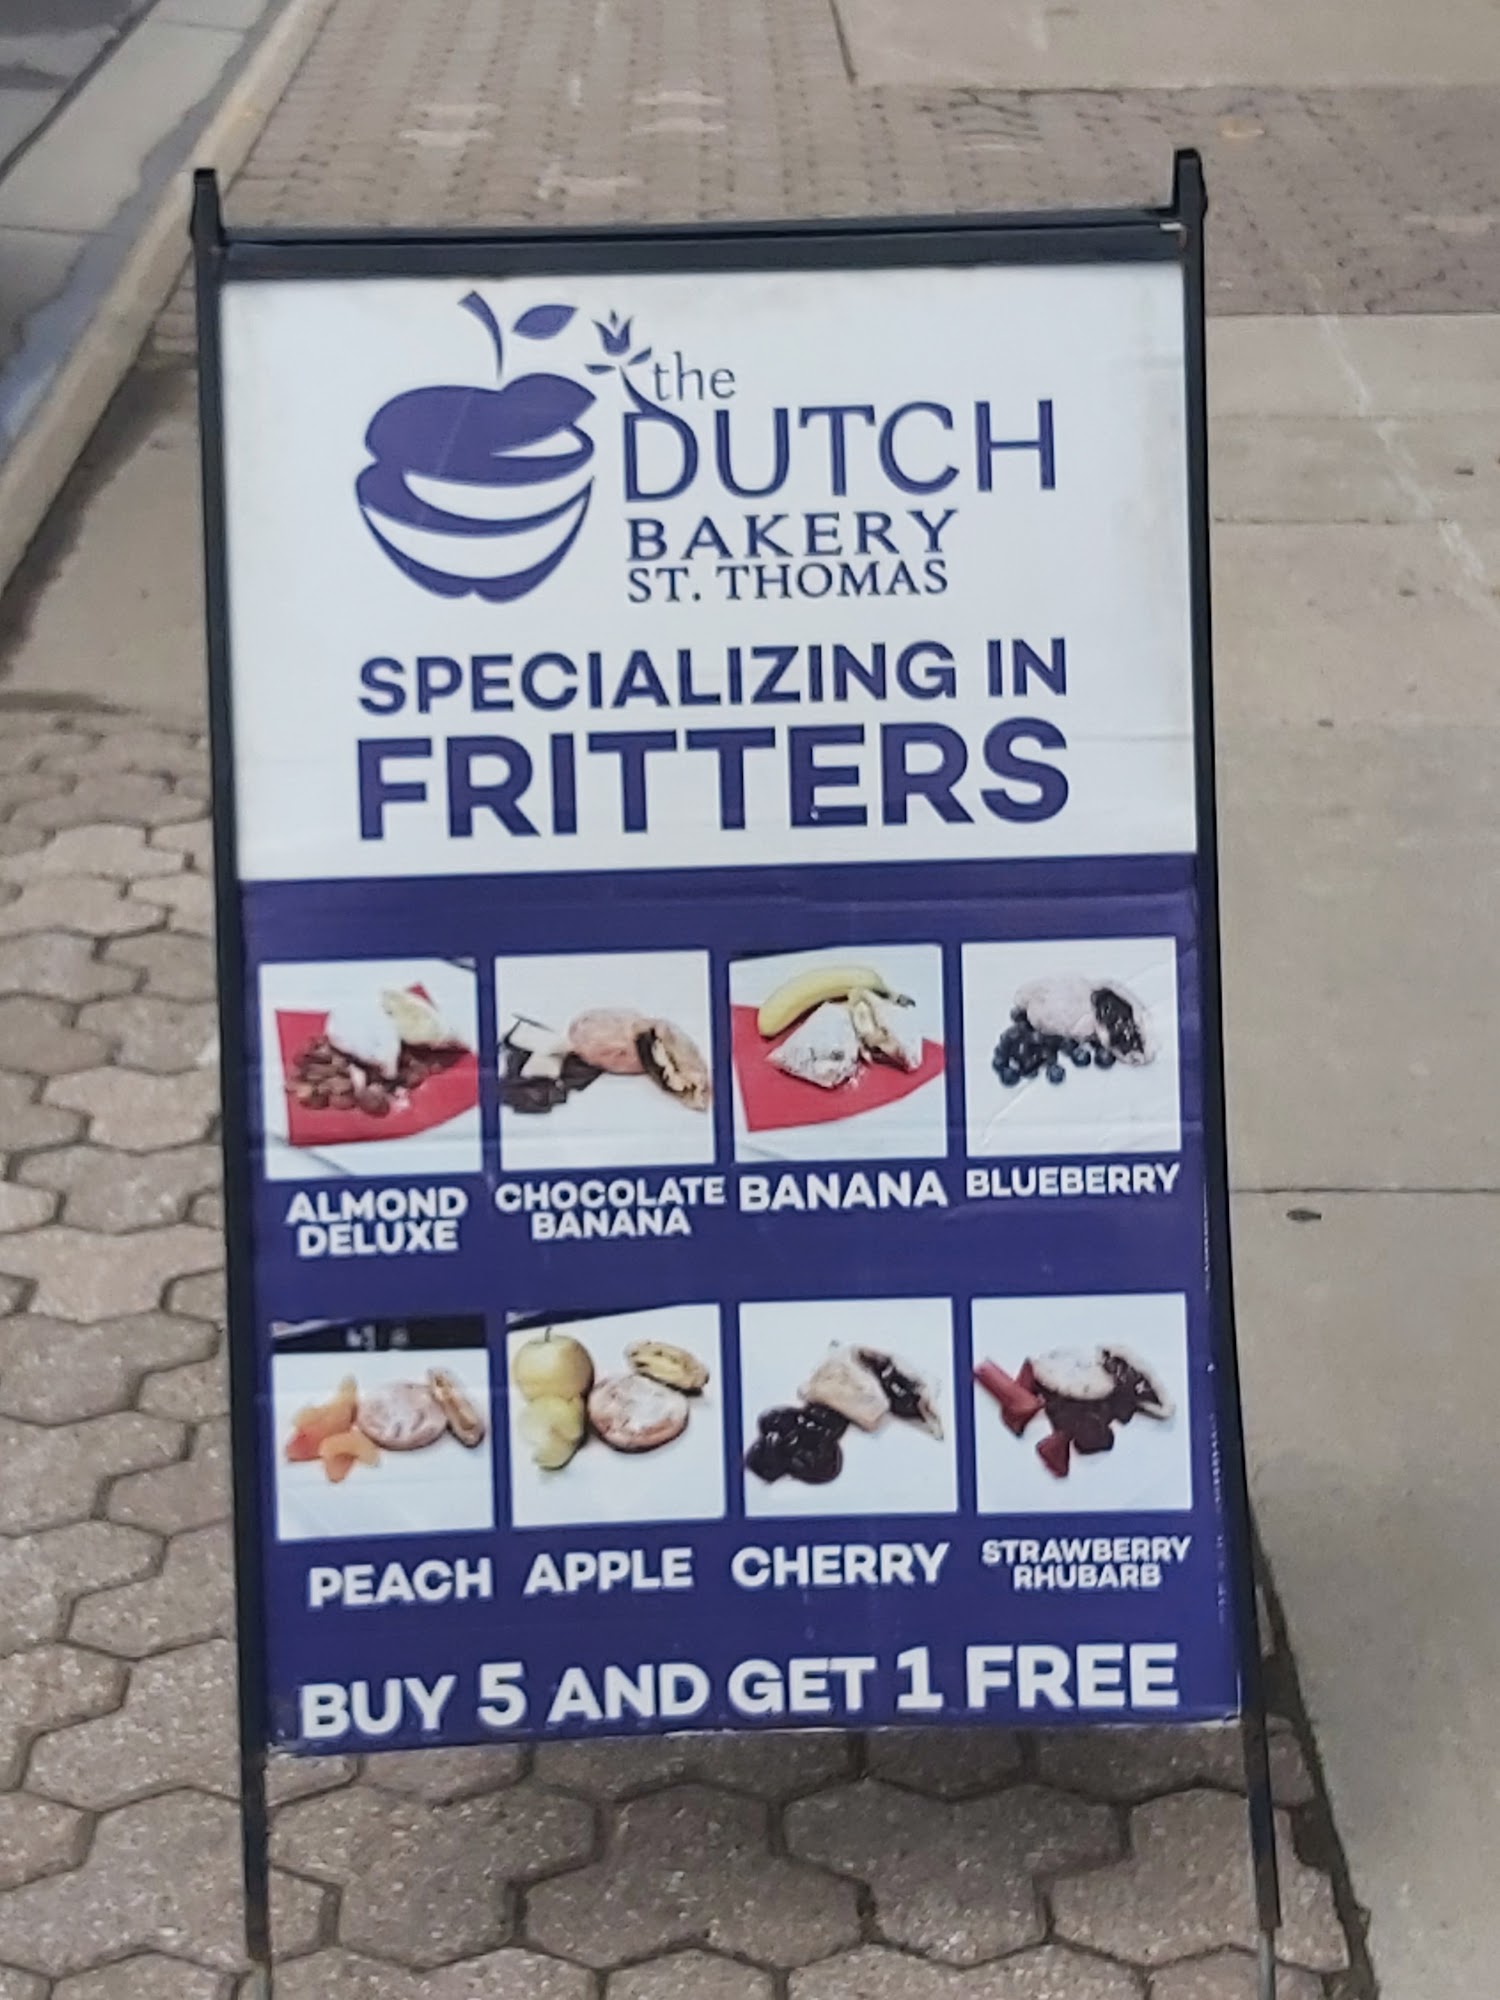 the
DUTCH
BAKERY
ST. THOMAS
SPECIALIZING IN
FRITTERS
ALMOND
DELUXE
CHOCOLATE
BANANA
BANANA
BLUEBERRY
PEACH
APPLE
CHERRY
STRAWBERRY
RHUBARB
BUY 5 AND GET 1 FREE